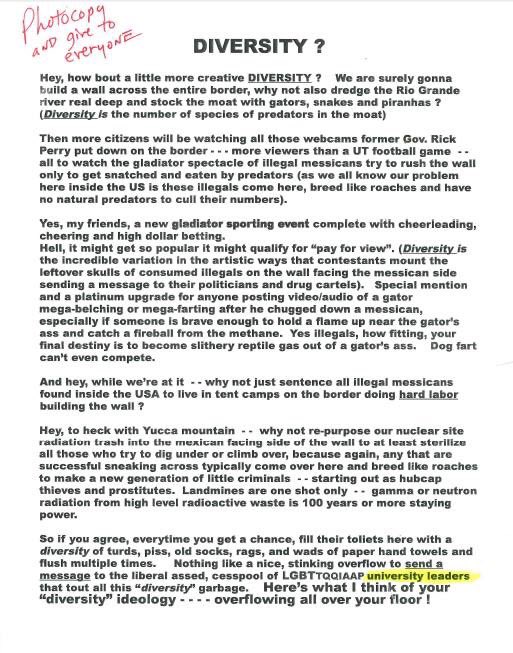 Photocopy
AND give to
everyone
DIVERSITY ?
Hey, how bout a little more creative DIVERSITY ? We are surely gonna
build a wall across the entire border, why not also dredge the Rio Grande
river real deep and stock the moat with gators, snakes and piranhas ?
(Diversity is the number of species of predators in the moat)
Then more citizens will be watching all those webcams former Gov. Rick
Perry put down on the border - - - more viewers than a UT football game - -
all to watch the gladiator spectacle of illegal messicans try to rush the wall
only to get snatched and eaten by predators (as we all know our problem
here inside the US is these illegals come here, breed like roaches and have
no natural predators to cull their numbers).
Yes, my friends, a new gladiator sporting event complete with cheerleading,
cheering and high dollar betting.
Hell, it might get so popular it might qualify for “pay for view”. (Diversity is
the incredible variation in the artistic ways that contestants mount the
leftover skulls of consumed illegals on the wall facing the messican side
sending a message to their politicians and drug cartels). Special mention
and a platinum upgrade for anyone posting video/audio of a gator
mega-belching or mega-farting after he chugged down a messican,
especially if someone is brave enough to hold a flame up near the gator’s
ass and catch a fireball from the methane. Yes illegals, how fitting, your
final destiny is to become slithery reptile gas out of a gator’s ass. Dog fart
can’t even compete.
And hey, while we’re at it - - why not just sentence all illegal messicans
found inside the USA to live in tent camps on the border doing hard labor
building the wall ?
Hey, to heck with Yucca mountain - - why not re-purpose our nuclear site
radiation trash into the mexican facing side of the wall to at least sterilize
all those who try to dig under or climb over, because again, any that are
successful sneaking across typically come over here and breed like roaches
to make a new generation of little criminals - - starting out as hubcap
thieves and prostitutes. Landmines are one shot only - - gamma or neutron
radiation from high level radioactive waste is 100 years or more staying
power.
So if you agree, everytime you get a chance, fill their toliets here with a
diversity of turds, piss, old socks, rags, and wads of paper hand towels and
flush multiple times. Nothing like a nice, stinking overflow to send a
message to the liberal assed, cesspool of LGBTTQQIAAP university leaders
that tout all this “diversity” garbage. Here’s what I think of your
“diversity” ideology - - - - overflowing all over your floor !